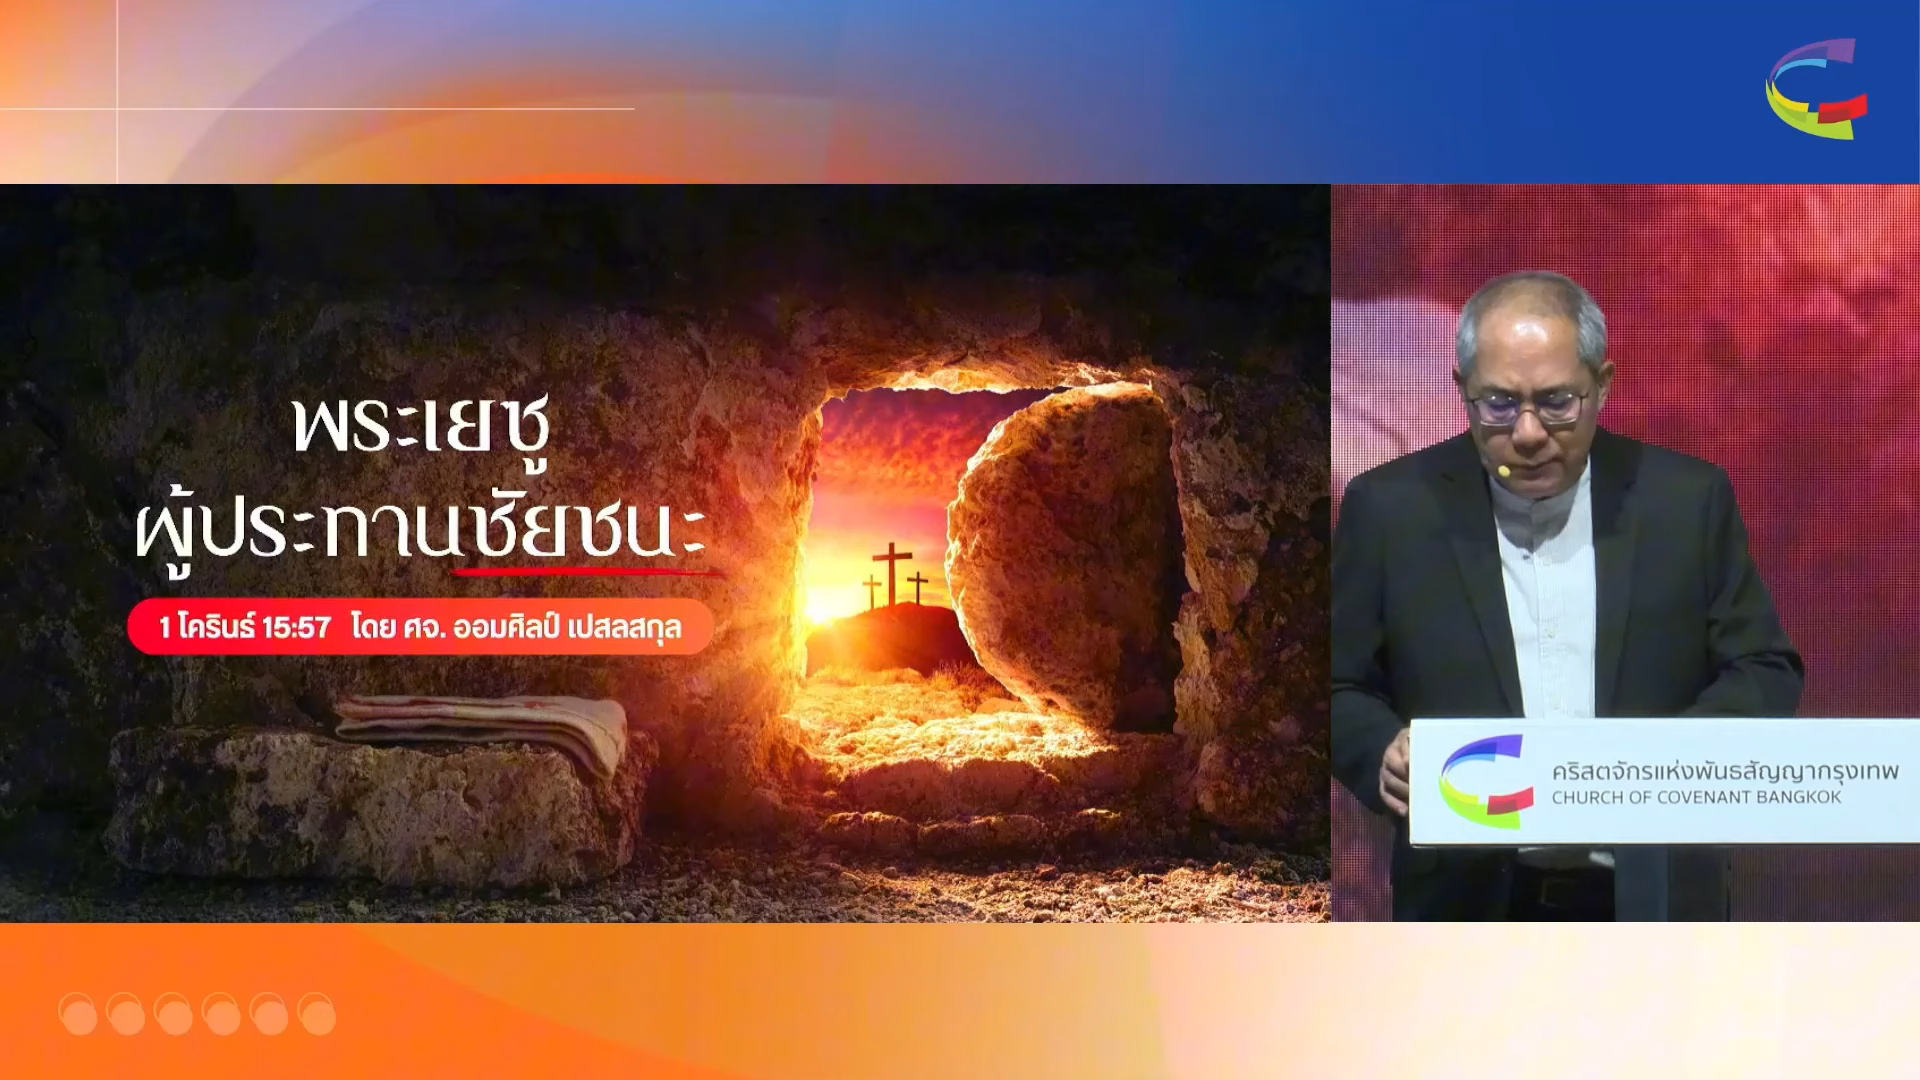 พระเยซู
ผู้ประทานชัยชนะ
1 โครินธ์ 15:57 โดย ศจ. ออมศิลป์ เปสลสกุล
คริสตจักรแห่งพันธสัญญากรุงเทพ
CHURCH OF COVENANT BANGKOK